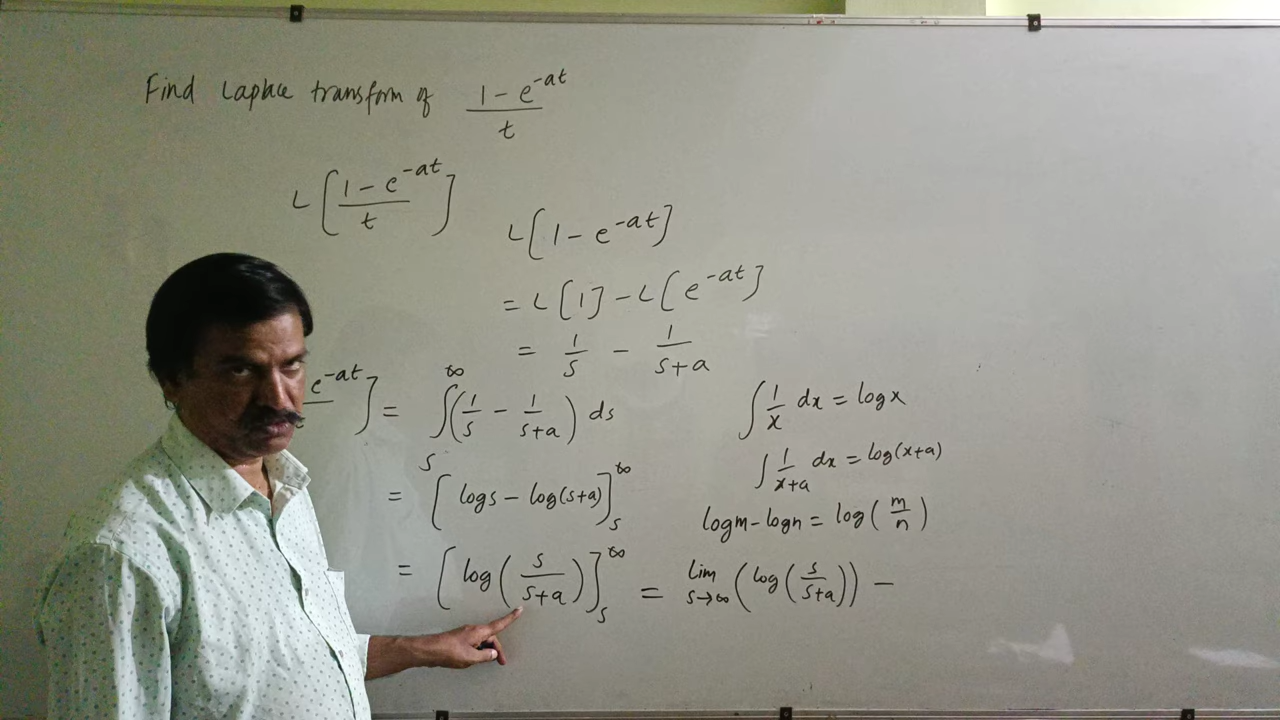 Find Laplace transform of (1 - e^{-at})/t
L[(1 - e^{-at})/t]
L[1 - e^{-at}]
= L[1] - L[e^{-at}]
= 1/s - 1/(s+a)
e^{-at}] = ∫_s^∞ (1/s - 1/(s+a)) ds
= [log s - log(s+a)]_s^∞
= [log(s/(s+a))]_s^∞ = lim_{s→∞} (log(s/(s+a))) -
∫ 1/x dx = log x
∫ 1/(x+a) dx = log(x+a)
log m - log n = log(m/n)